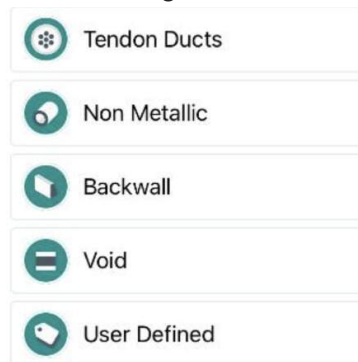 Tendon Ducts
Non Metallic
Backwall
Void
User Defined